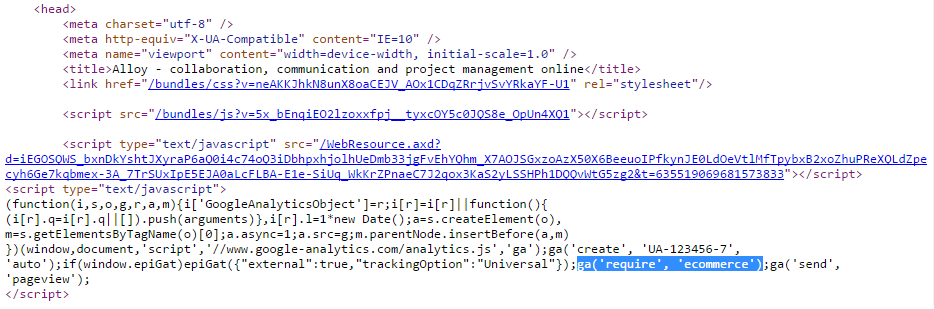 <head>
<meta charset="utf-8" />
<meta http-equiv="X-UA-Compatible" content="IE=10" />
<meta name="viewport" content="width=device-width, initial-scale=1.0" />
<title>Alloy - collaboration, communication and project management online</title>
<link href="/bundles/css?v=neAKKJhkN8unX8oaCEJV_AOx1CDqZRrjvSvYRkaYF-U1" rel="stylesheet"/>
<script src="/bundles/js?v=5x_bEnqiEO2lzoxxfpj__tyxcOY5c0JQS8e_OpUn4XQ1"></script>
<script type="text/javascript" src="/WebResource.axd?
d=iEGOSQWS_bxnDkYshtJXyraP6aQ0i4c74oQ3iDbhpxhjolhUeDmb33jgFvEhYQhm_X7AOJSGxzoAzX50X6BeeuoIPfkynJE0LdOeVtlMfTpybxB2xoZhuPReXQLdZpe
cyh6Ge7kqbmex-3A_7TrSUxIpE5EJA0aLcFLBA-E1e-SiUq_WkKrZPnaeC7J2qox3KaS2yLSSHPh1DQQvWtG5zg2&t=635519069681573833"></script>
<script type="text/javascript">
(function(i,s,o,g,r,a,m){i['GoogleAnalyticsObject']=r;i[r]=i[r]||function(){
(i[r].q=i[r].q||[]).push(arguments)},i[r].l=1*new Date();a=s.createElement(o),
m=s.getElementsByTagName(o)[0];a.async=1;a.src=g;m.parentNode.insertBefore(a,m)
})(window,document,'script','//www.google-analytics.com/analytics.js','ga');ga('create', 'UA-123456-7',
'auto');if(window.epiGat)epiGat({"external":true,"trackingOption":"Universal"});ga('require', 'ecommerce');ga('send',
'pageview');
</script>